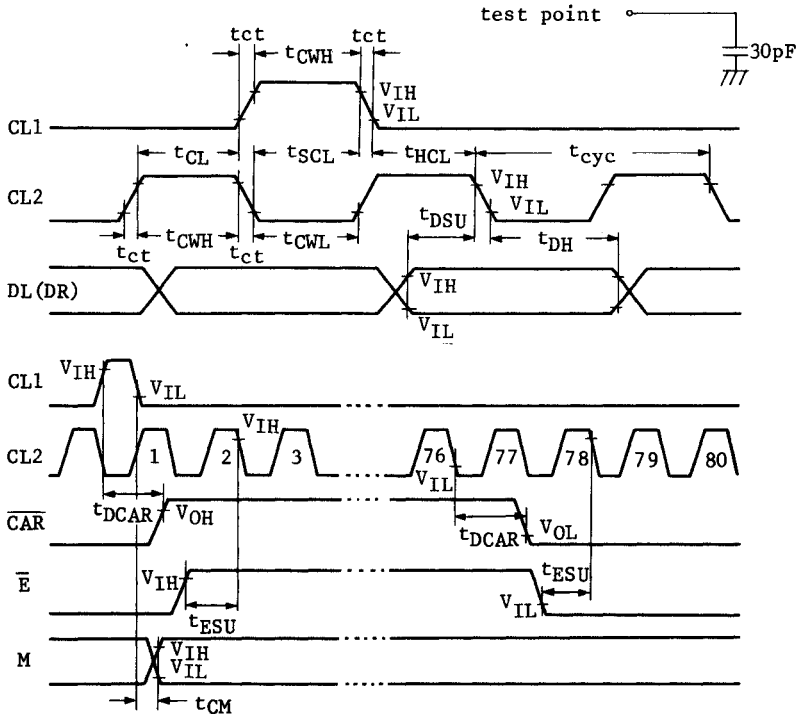 test point
30pF
tct tCWH tct
VIH
VIL
CL1
tCL tSCL tHCL tcyc
CL2
VIH
VIL
tDSU
tct tCWH tct tCWL tDH
DL(DR)
VIH
VIL
CL1
VIH
VIL
CL2
VIH
1 2 3 76 77 78 79 80
VIL
CAR
tDCAR
VOH
tDCAR
VOL
E
VIH
tESU
VIL
tESU
M
VIH
VIL
tCM